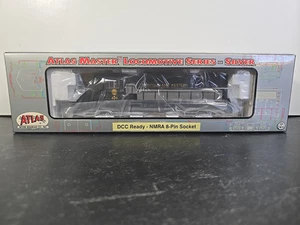 ATLAS MASTER® LOCOMOTIVE SERIES – SILVER
ATLAS
DCC Ready - NMRA 8-Pin Socket